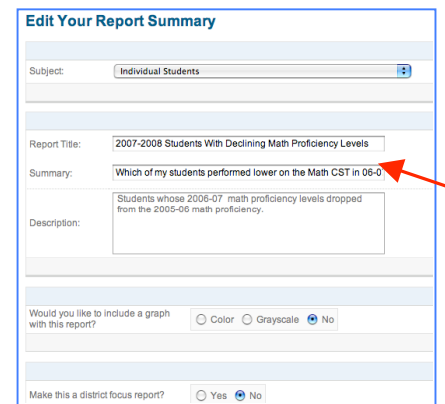 Edit Your Report Summary
Subject: Individual Students
Report Title: 2007-2008 Students With Declining Math Proficiency Levels
Summary: Which of my students performed lower on the Math CST in 06-0
Description: Students whose 2006-07 math proficiency levels dropped
from the 2005-06 math proficiency.
Would you like to include a graph
with this report? Color Grayscale No
Make this a district focus report? Yes No